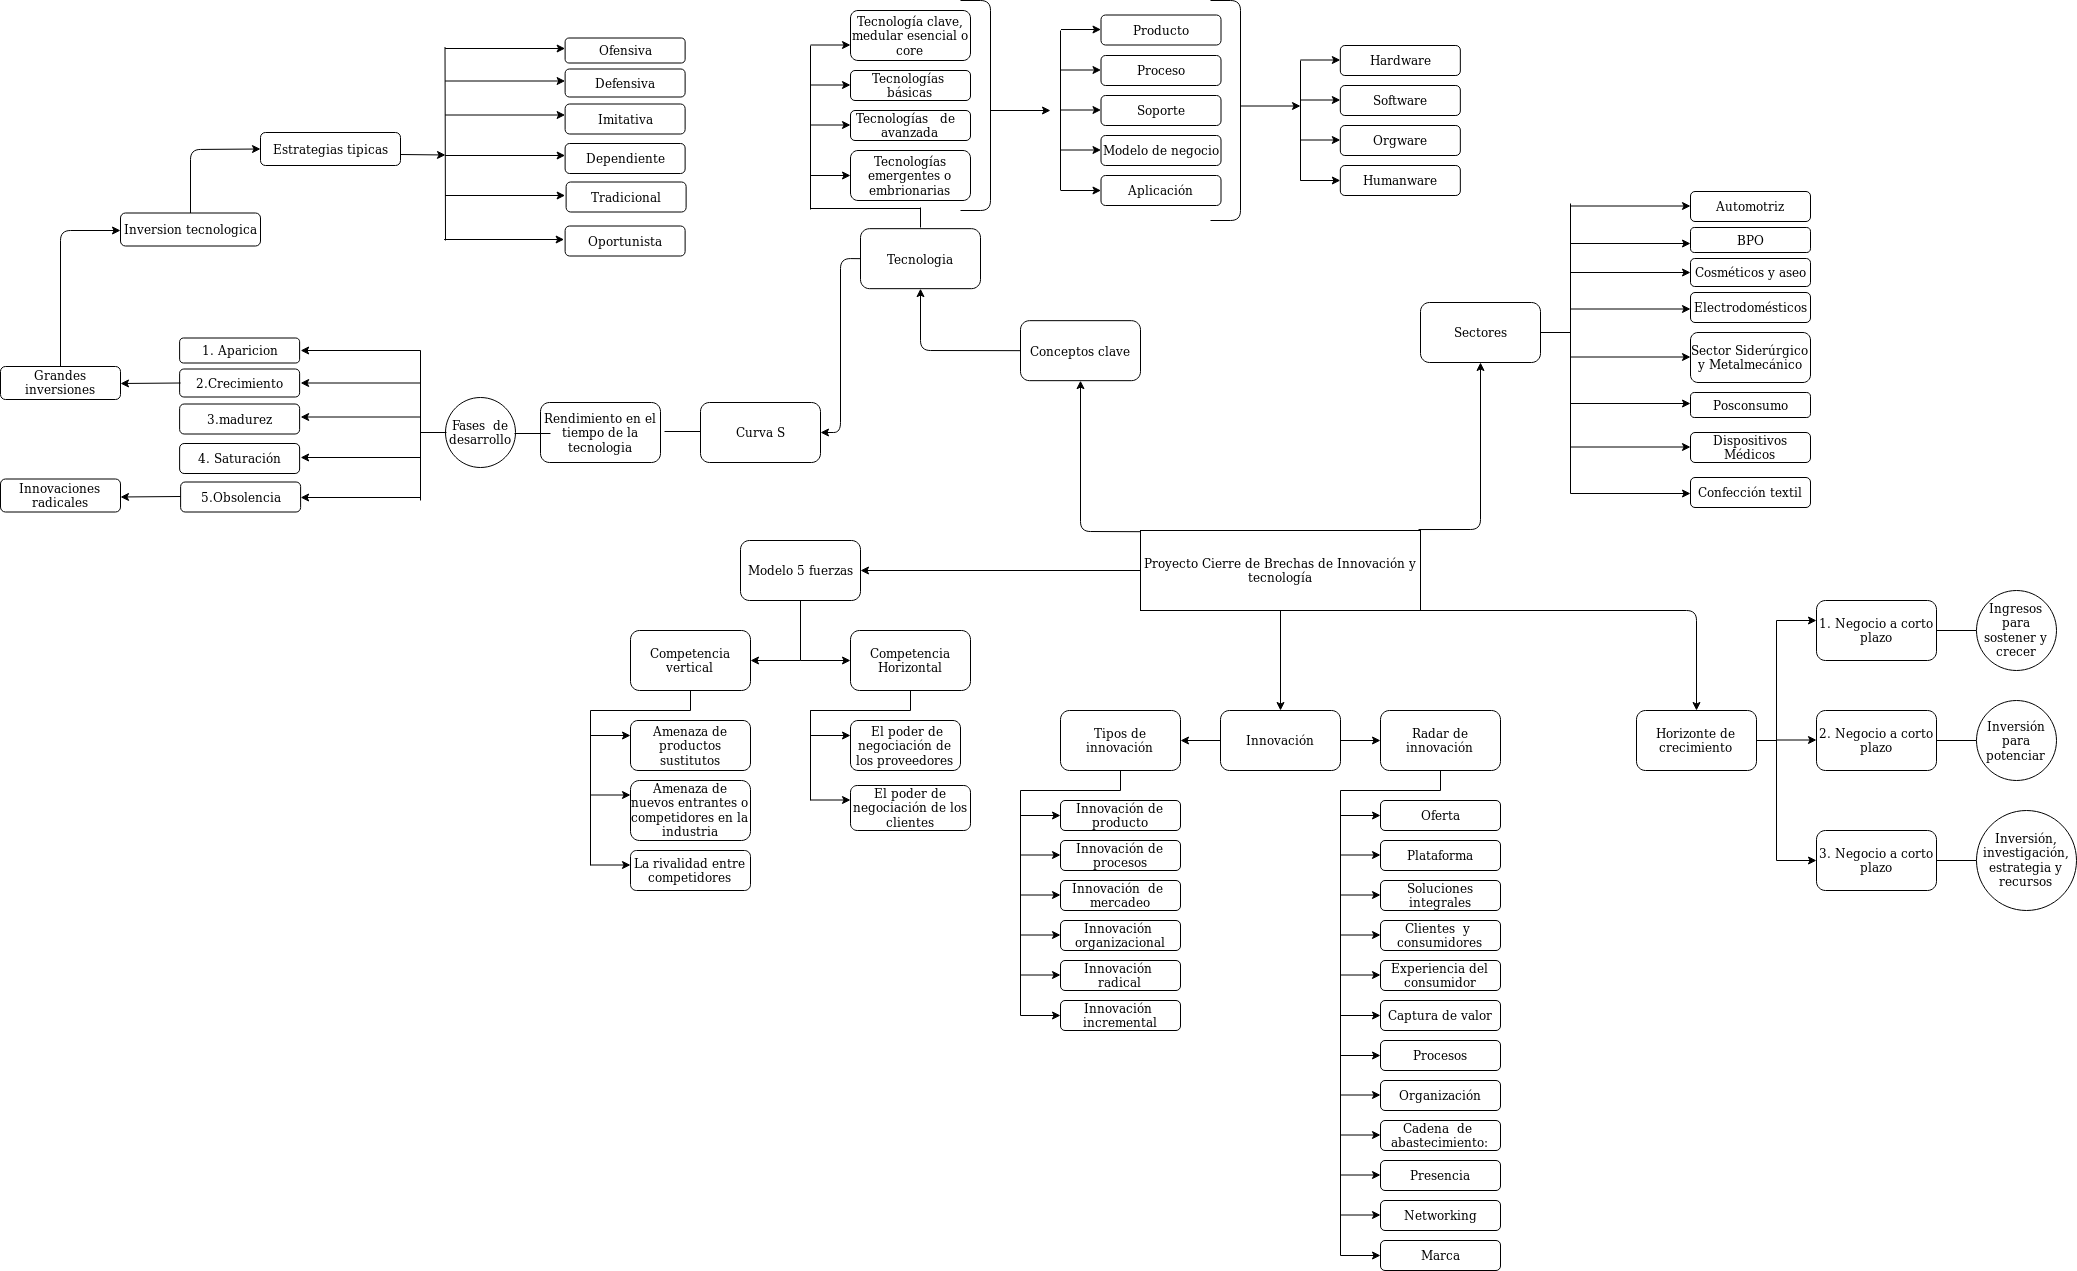 Tecnología clave,
medular esencial o
core
Tecnologías
básicas
Tecnologías de
avanzada
Tecnologías
emergentes o
embrionarias
Producto
Proceso
Soporte
Modelo de negocio
Aplicación
Hardware
Software
Orgware
Humanware
Ofensiva
Defensiva
Imitativa
Dependiente
Tradicional
Oportunista
Estrategias tipicas
Inversion tecnologica
Tecnologia
Conceptos clave
Sectores
Automotriz
BPO
Cosméticos y aseo
Electrodomésticos
Sector Siderúrgico
y Metalmecánico
Posconsumo
Dispositivos
Médicos
Confección textil
Grandes
inversiones
1. Aparicion
2.Crecimiento
3.madurez
4. Saturación
5.Obsolencia
Innovaciones
radicales
Fases de
desarrollo
Rendimiento en el
tiempo de la
tecnologia
Curva S
Proyecto Cierre de Brechas de Innovación y
tecnología
Modelo 5 fuerzas
Competencia
vertical
Competencia
Horizontal
Amenaza de
productos
sustitutos
Amenaza de
nuevos entrantes o
competidores en la
industria
La rivalidad entre
competidores
El poder de
negociación de
los proveedores
El poder de
negociación de los
clientes
Tipos de
innovación
Innovación
Radar de
innovación
Innovación de
producto
Innovación de
procesos
Innovación de
mercadeo
Innovación
organizacional
Innovación
radical
Innovación
incremental
Oferta
Plataforma
Soluciones
integrales
Clientes y
consumidores
Experiencia del
consumidor
Captura de valor
Procesos
Organización
Cadena de
abastecimiento:
Presencia
Networking
Marca
Horizonte de
crecimiento
1. Negocio a corto
plazo
Ingresos
para
sostener y
crecer
2. Negocio a corto
plazo
Inversión
para
potenciar
3. Negocio a corto
plazo
Inversión,
investigación,
estrategia y
recursos